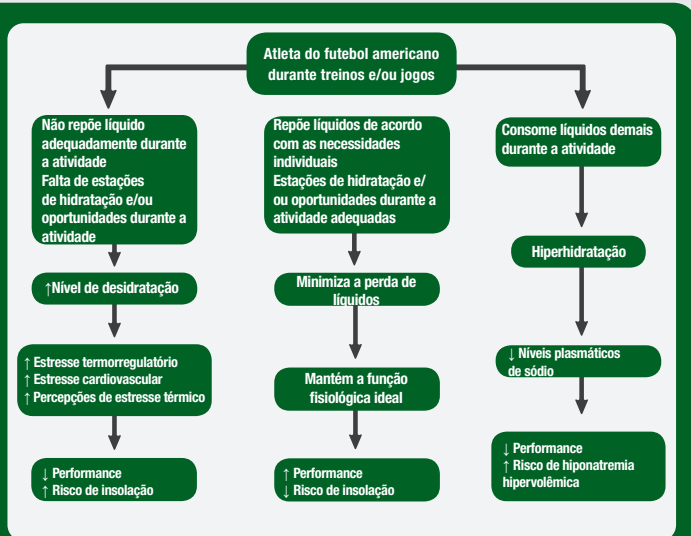 Atleta do futebol americano
durante treinos e/ou jogos
Não repõe líquido
adequadamente durante
a atividade
Falta de estações
de hidratação e/ou
oportunidades durante a
atividade
↑Nível de desidratação
↑ Estresse termorregulatório
↑ Estresse cardiovascular
↑ Percepções de estresse térmico
↓ Performance
↑ Risco de insolação
Repõe líquidos de acordo
com as necessidades
individuais
Estações de hidratação e/
ou oportunidades durante a
atividade adequadas
Minimiza a perda de
líquidos
Mantém a função
fisiológica ideal
↑ Performance
↓ Risco de insolação
Consome líquidos demais
durante a atividade
Hiperhidratação
↓ Níveis plasmáticos
de sódio
↓ Performance
↑ Risco de hiponatremia
hipervolêmica